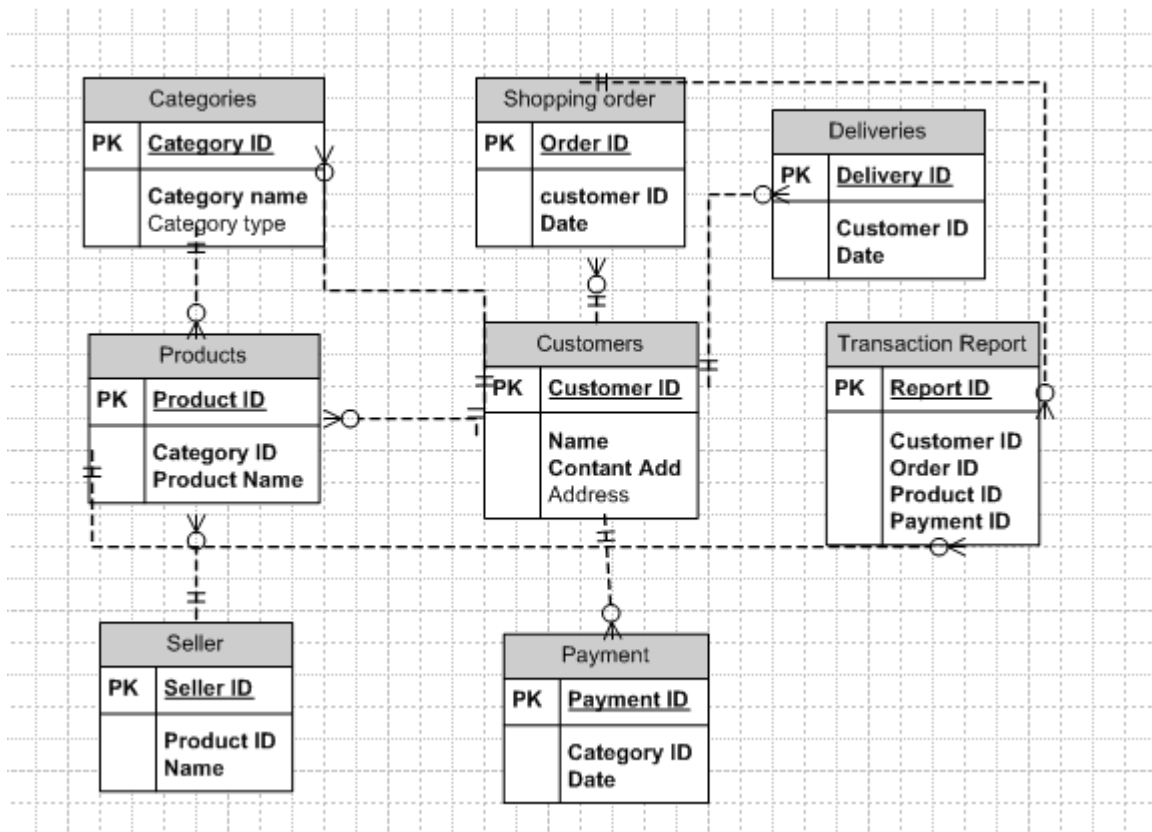 Categories
PK Category ID
Category name
Category type
Shopping order
PK Order ID
customer ID
Date
Deliveries
PK Delivery ID
Customer ID
Date
Products
PK Product ID
Category ID
Product Name
Customers
PK Customer ID
Name
Contant Add
Address
Transaction Report
PK Report ID
Customer ID
Order ID
Product ID
Payment ID
Seller
PK Seller ID
Product ID
Name
Payment
PK Payment ID
Category ID
Date